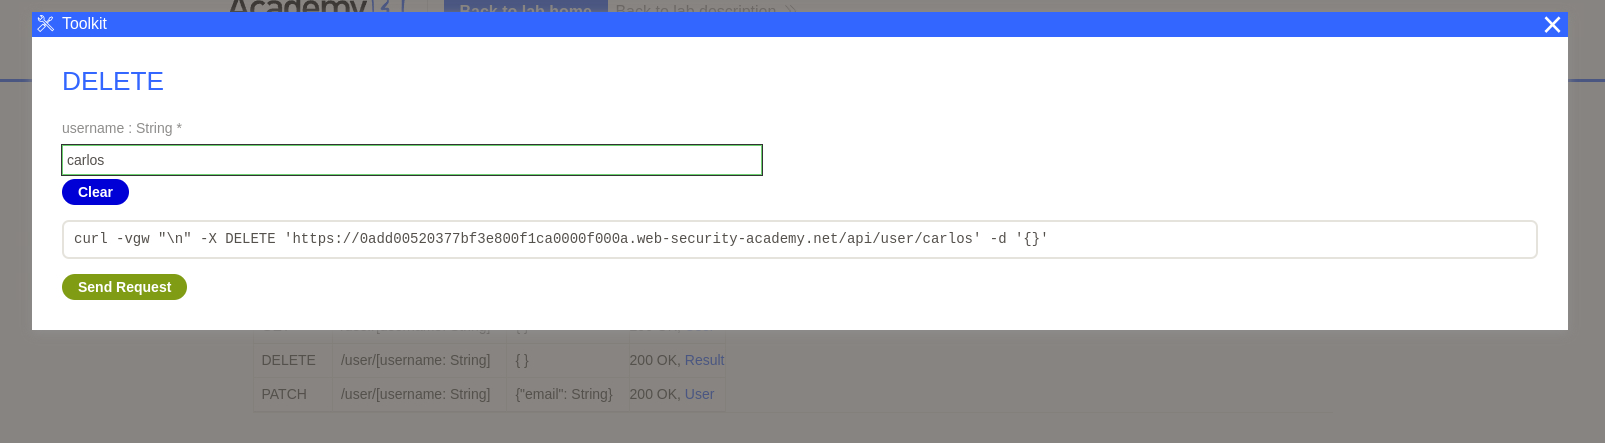 Academy
Back to lab home
Back to lab description
Toolkit
DELETE
username : String *
carlos
Clear
curl -vgw "\n" -X DELETE 'https://0add00520377bf3e800f1ca0000f000a.web-security-academy.net/api/user/carlos' -d '{}'
Send Request
DELETE /user/[username: String] { } 200 OK, Result
PATCH /user/[username: String] {"email": String} 200 OK, User